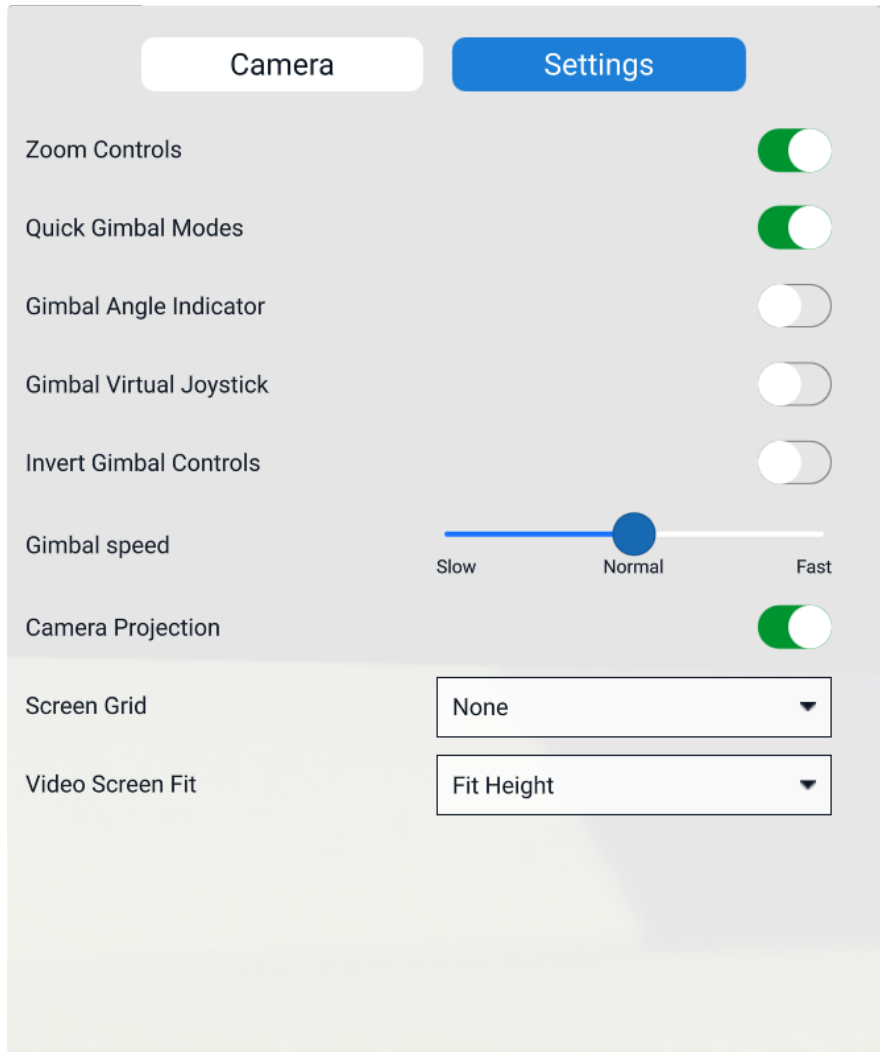 Camera Settings
Zoom Controls
Quick Gimbal Modes
Gimbal Angle Indicator
Gimbal Virtual Joystick
Invert Gimbal Controls
Gimbal speed
Slow Normal Fast
Camera Projection
Screen Grid None
Video Screen Fit Fit Height